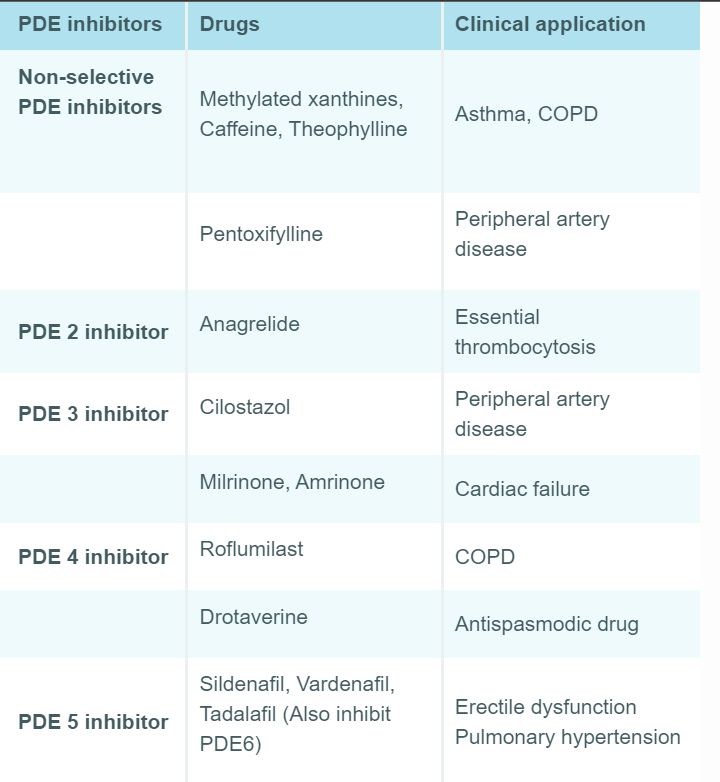 PDE inhibitors Drugs Clinical application
Non-selective
PDE inhibitors
Methylated xanthines,
Caffeine, Theophylline
Asthma, COPD
Pentoxifylline
Peripheral artery
disease
PDE 2 inhibitor
Anagrelide
Essential
thrombocytosis
PDE 3 inhibitor
Cilostazol
Peripheral artery
disease
Milrinone, Amrinone
Cardiac failure
PDE 4 inhibitor
Roflumilast
COPD
Drotaverine
Antispasmodic drug
PDE 5 inhibitor
Sildenafil, Vardenafil,
Tadalafil (Also inhibit
PDE6)
Erectile dysfunction
Pulmonary hypertension